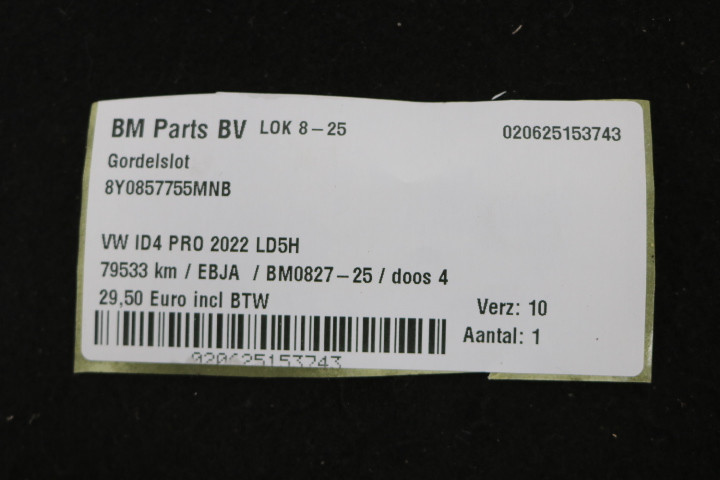 BM Parts BV LOK 8-25 020625153743
Gordelslot
8Y0857755MNB
VW ID4 PRO 2022 LD5H
79533 km / EBJA / BM0827-25 / doos 4
29,50 Euro incl BTW Verz: 10
Aantal: 1
020625153743